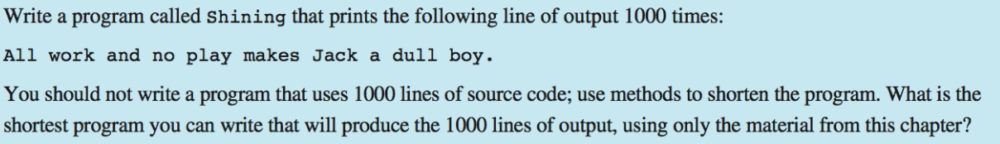 Write a program called Shining that prints the following line of output 1000 times:
All work and no play makes Jack a dull boy.
You should not write a program that uses 1000 lines of source code; use methods to shorten the program. What is the
shortest program you can write that will produce the 1000 lines of output, using only the material from this chapter?